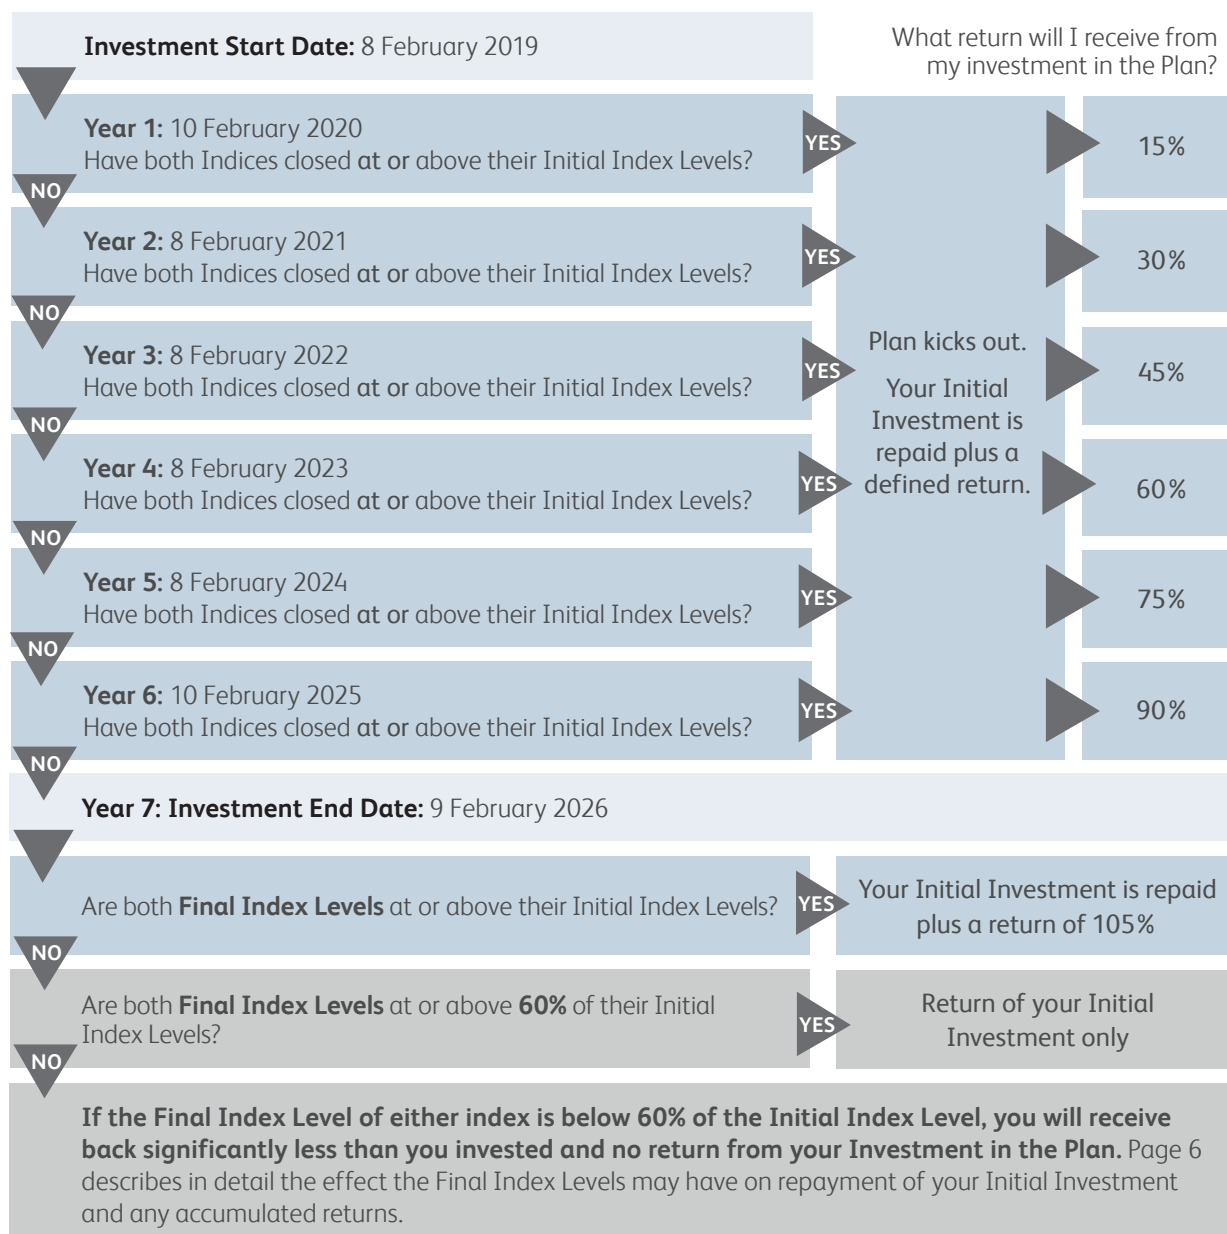 Investment Start Date: 8 February 2019
What return will I receive from
my investment in the Plan?
Year 1: 10 February 2020
Have both Indices closed at or above their Initial Index Levels?
YES
15%
NO
Year 2: 8 February 2021
Have both Indices closed at or above their Initial Index Levels?
YES
30%
NO
Year 3: 8 February 2022
Have both Indices closed at or above their Initial Index Levels?
YES
Plan kicks out.
Your Initial
Investment is
repaid plus a
defined return.
45%
NO
Year 4: 8 February 2023
Have both Indices closed at or above their Initial Index Levels?
YES
60%
NO
Year 5: 8 February 2024
Have both Indices closed at or above their Initial Index Levels?
YES
75%
NO
Year 6: 10 February 2025
Have both Indices closed at or above their Initial Index Levels?
YES
90%
NO
Year 7: Investment End Date: 9 February 2026
Are both Final Index Levels at or above their Initial Index Levels?
YES
Your Initial Investment is repaid
plus a return of 105%
NO
Are both Final Index Levels at or above 60% of their Initial
Index Levels?
YES
Return of your Initial
Investment only
NO
If the Final Index Level of either index is below 60% of the Initial Index Level, you will receive
back significantly less than you invested and no return from your Investment in the Plan. Page 6
describes in detail the effect the Final Index Levels may have on repayment of your Initial Investment
and any accumulated returns.